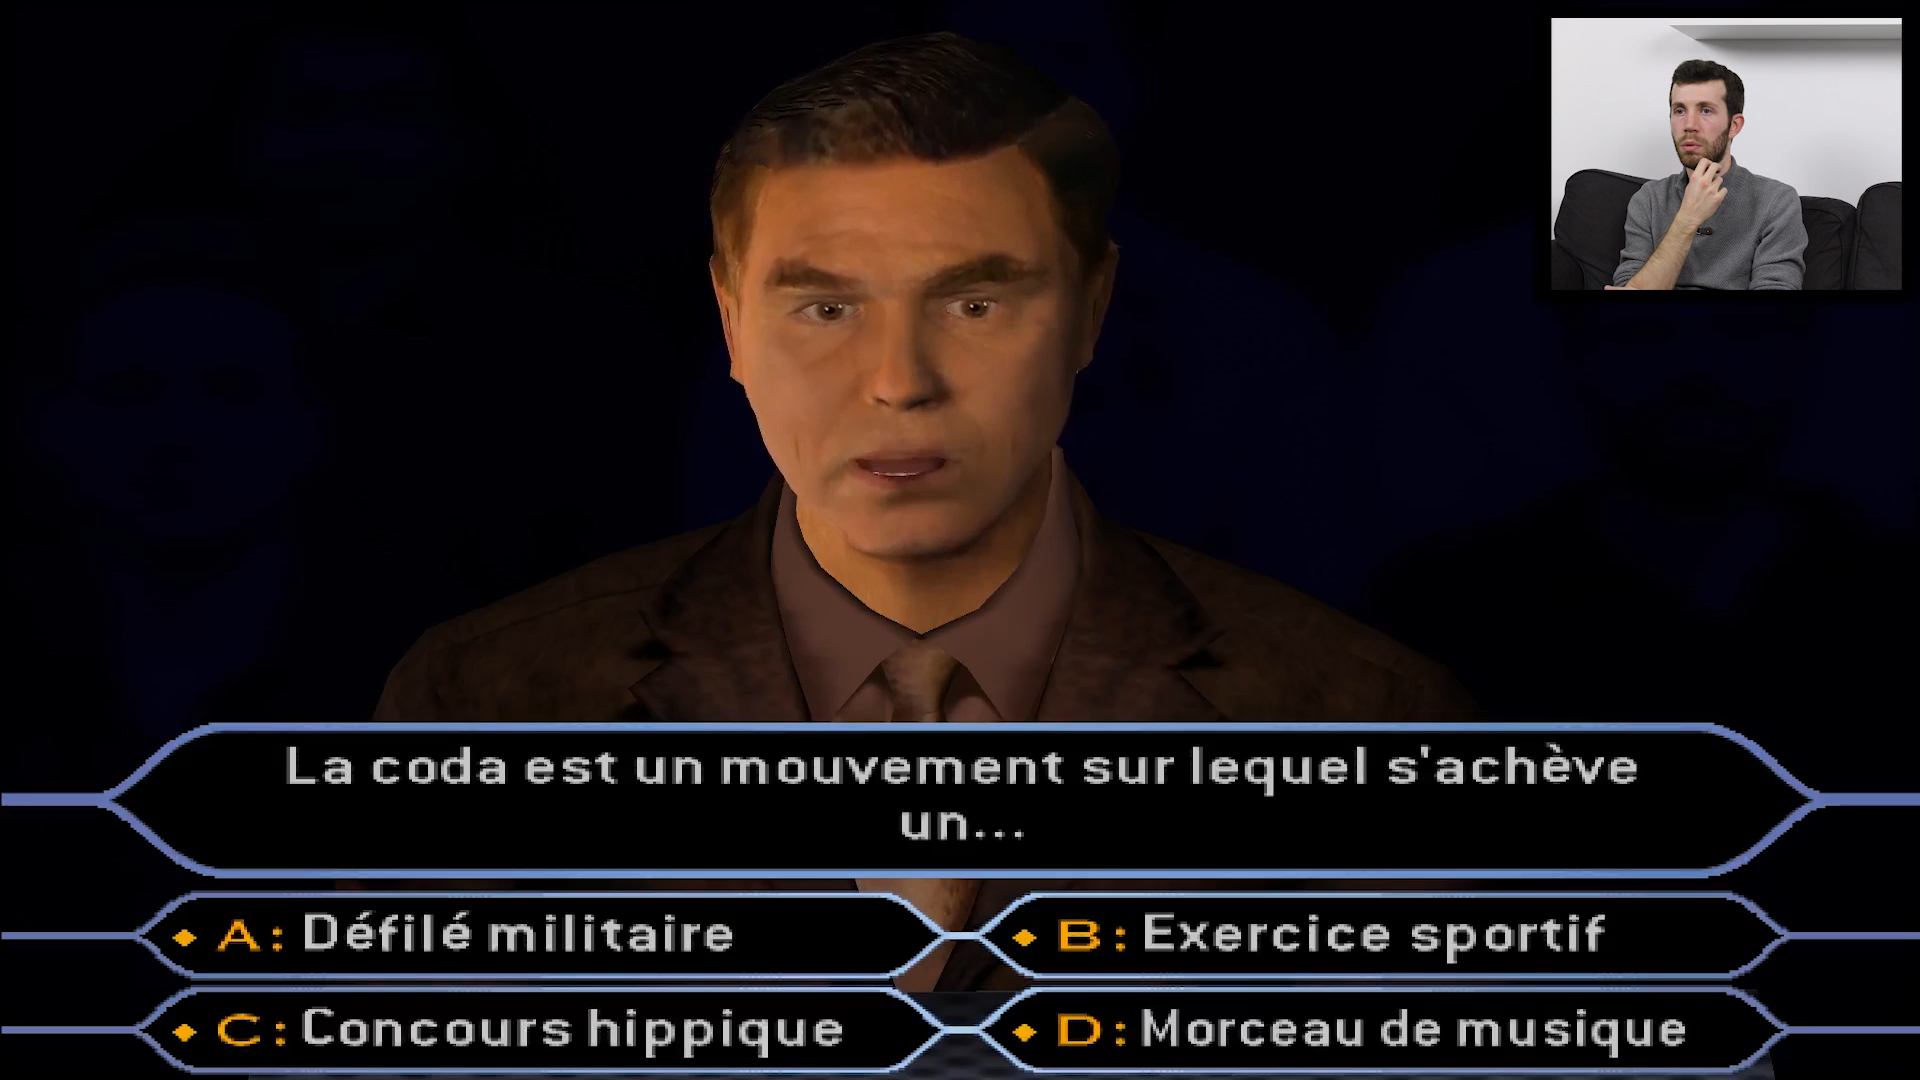 La coda est un mouvement sur lequel s'achève
un...
A: Défilé militaire
B: Exercice sportif
C: Concours hippique
D: Morceau de musique